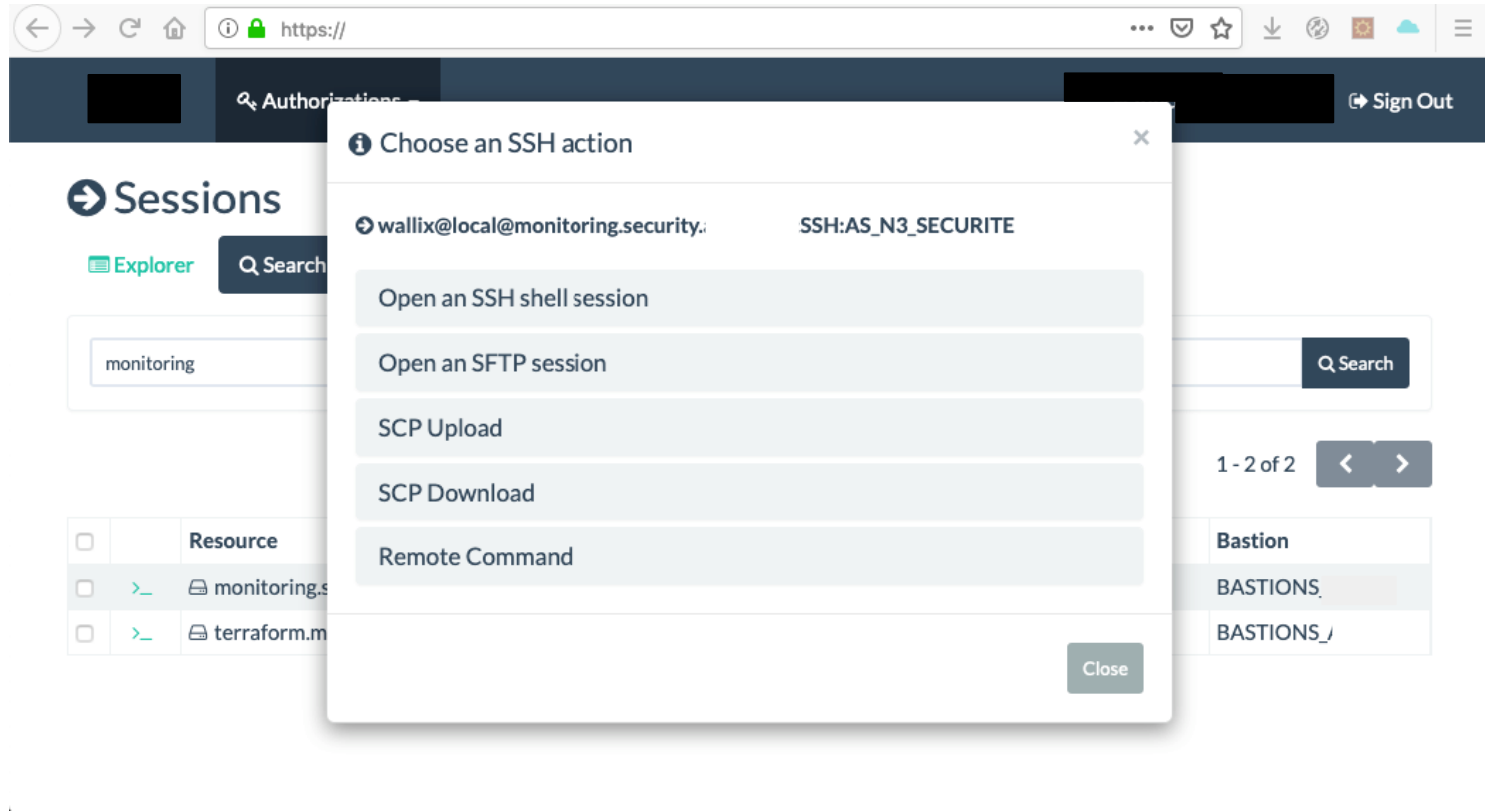 https://
Authorizations
Sign Out
Choose an SSH action
×
Sessions
wallix@local@monitoring.security. :SSH:AS_N3_SECURITE
Explorer
Search
Open an SSH shell session
monitoring
Open an SFTP session
Search
SCP Upload
1 - 2 of 2
SCP Download
Resource
Bastion
Remote Command
>_ monitoring.s
BASTIONS_
>_ terraform.m
BASTIONS_A
Close